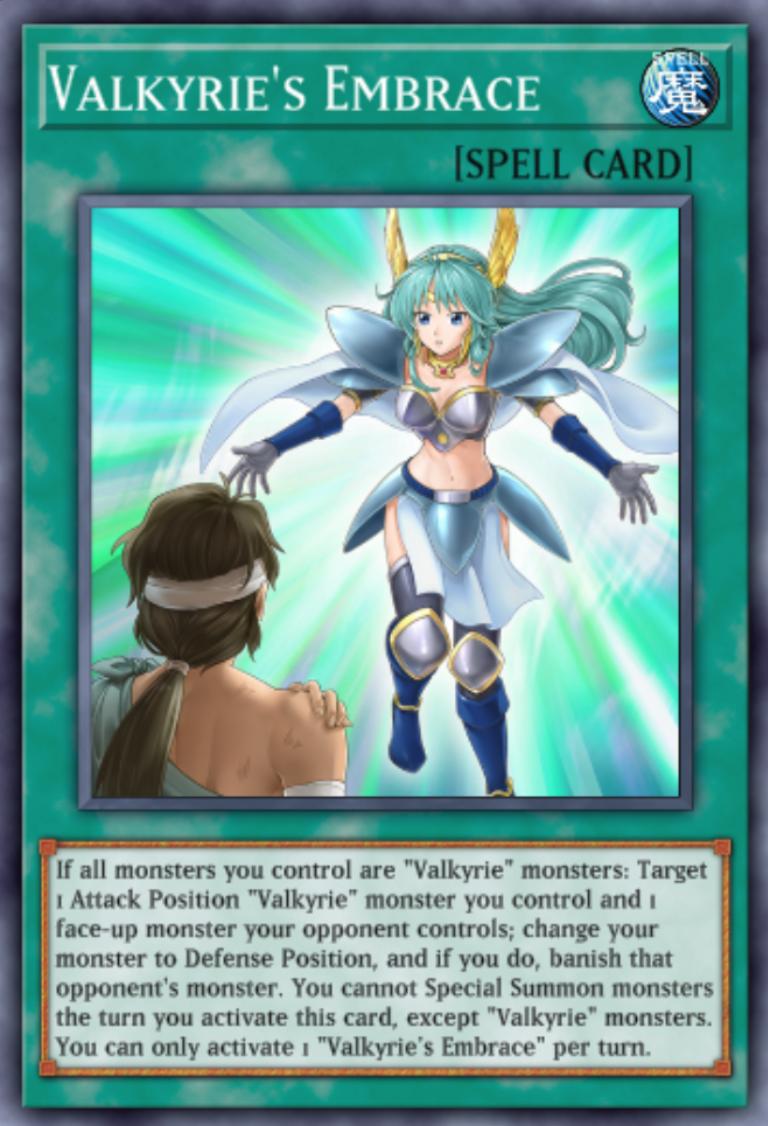 VALKYRIE'S EMBRACE
SPELL
魔
[SPELL CARD]
If all monsters you control are "Valkyrie" monsters: Target
1 Attack Position "Valkyrie" monster you control and 1
face-up monster your opponent controls; change your
monster to Defense Position, and if you do, banish that
opponent's monster. You cannot Special Summon monsters
the turn you activate this card, except "Valkyrie" monsters.
You can only activate 1 "Valkyrie's Embrace" per turn.